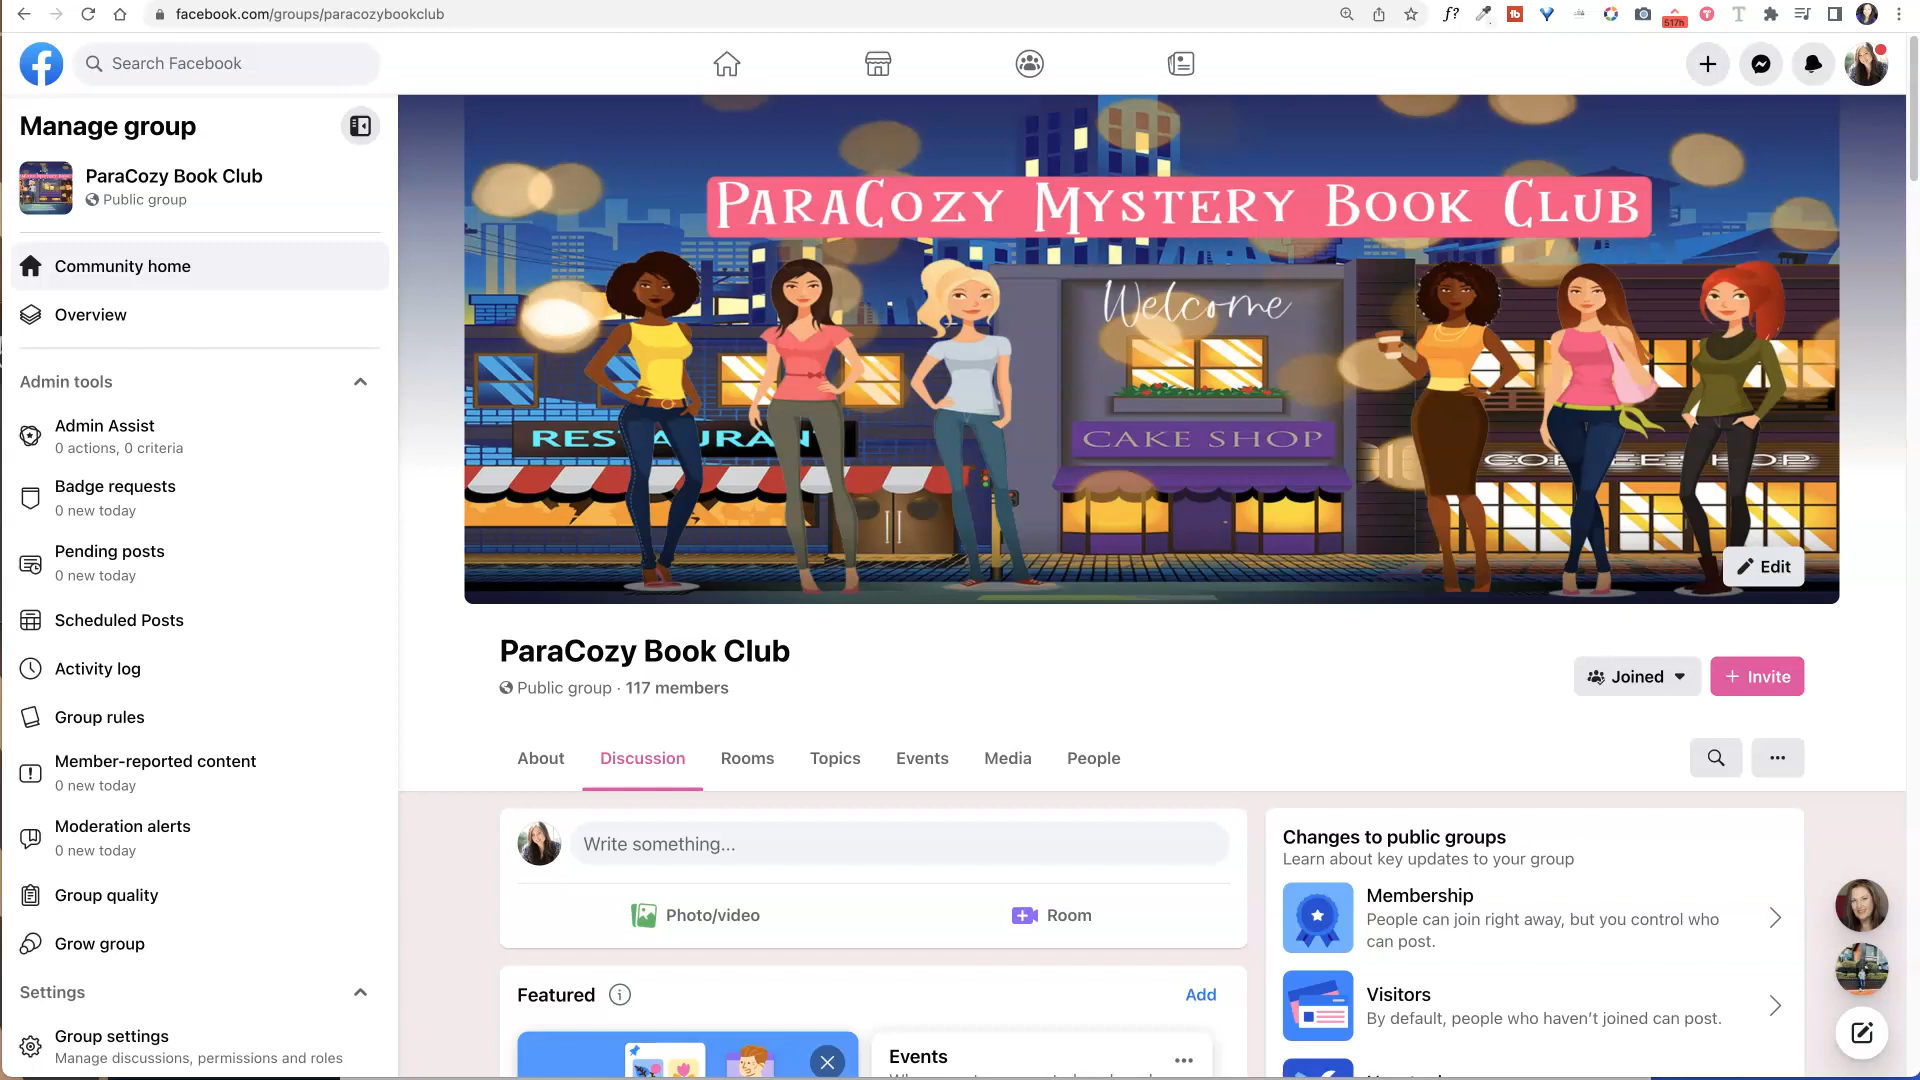 facebook.com/groups/paracozybookclub
f?
tb
517h
T
T
Search Facebook
Manage group
ParaCozy Book Club
Public group
Community home
Overview
Admin tools
Admin Assist
0 actions, 0 criteria
Badge requests
0 new today
Pending posts
0 new today
Scheduled Posts
Activity log
Group rules
Member-reported content
0 new today
Moderation alerts
0 new today
Group quality
Grow group
Settings
Group settings
Manage discussions, permissions and roles
ParaCozy Mystery Book Club
Welcome
CAKE SHOP
Edit
ParaCozy Book Club
Public group · 117 members
Joined
+ Invite
About Discussion Rooms Topics Events Media People
Write something...
Photo/video
Room
Featured
Add
Events
Changes to public groups
Learn about key updates to your group
Membership
People can join right away, but you control who
can post.
Visitors
By default, people who haven't joined can post.